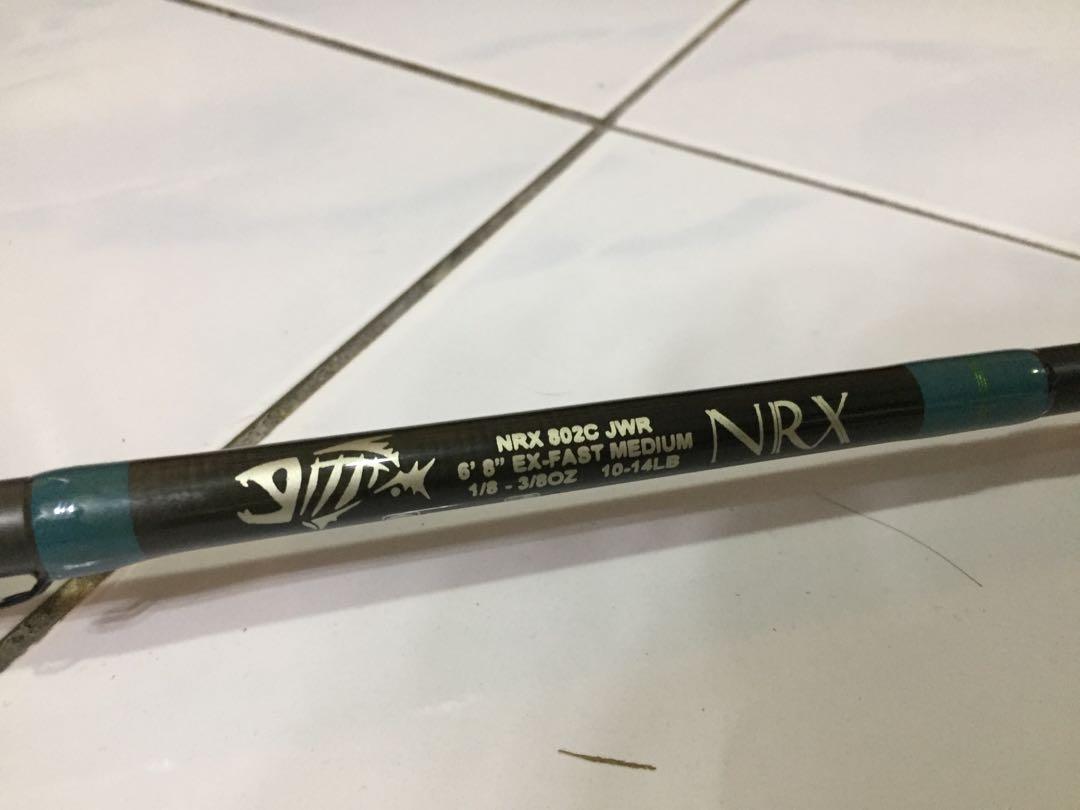 NRX 802C JWR
6' 8" EX-FAST MEDIUM
1/8 - 3/8OZ 10-14LB
NRX